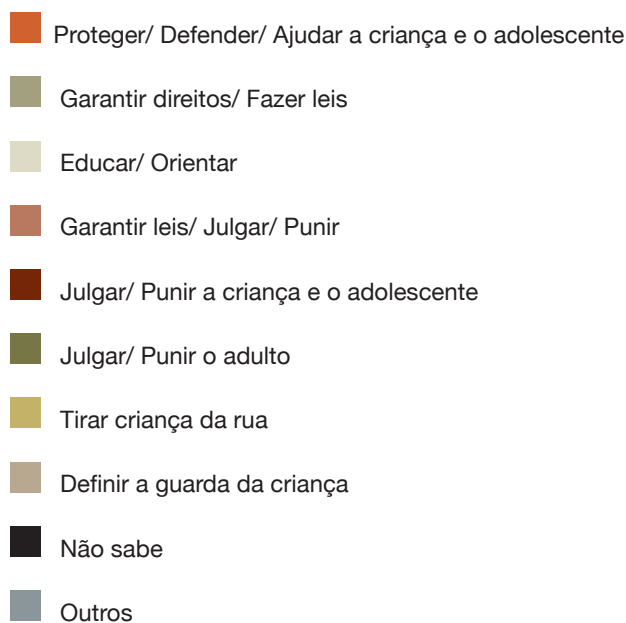 Proteger/ Defender/ Ajudar a criança e o adolescente
Garantir direitos/ Fazer leis
Educar/ Orientar
Garantir leis/ Julgar/ Punir
Julgar/ Punir a criança e o adolescente
Julgar/ Punir o adulto
Tirar criança da rua
Definir a guarda da criança
Não sabe
Outros